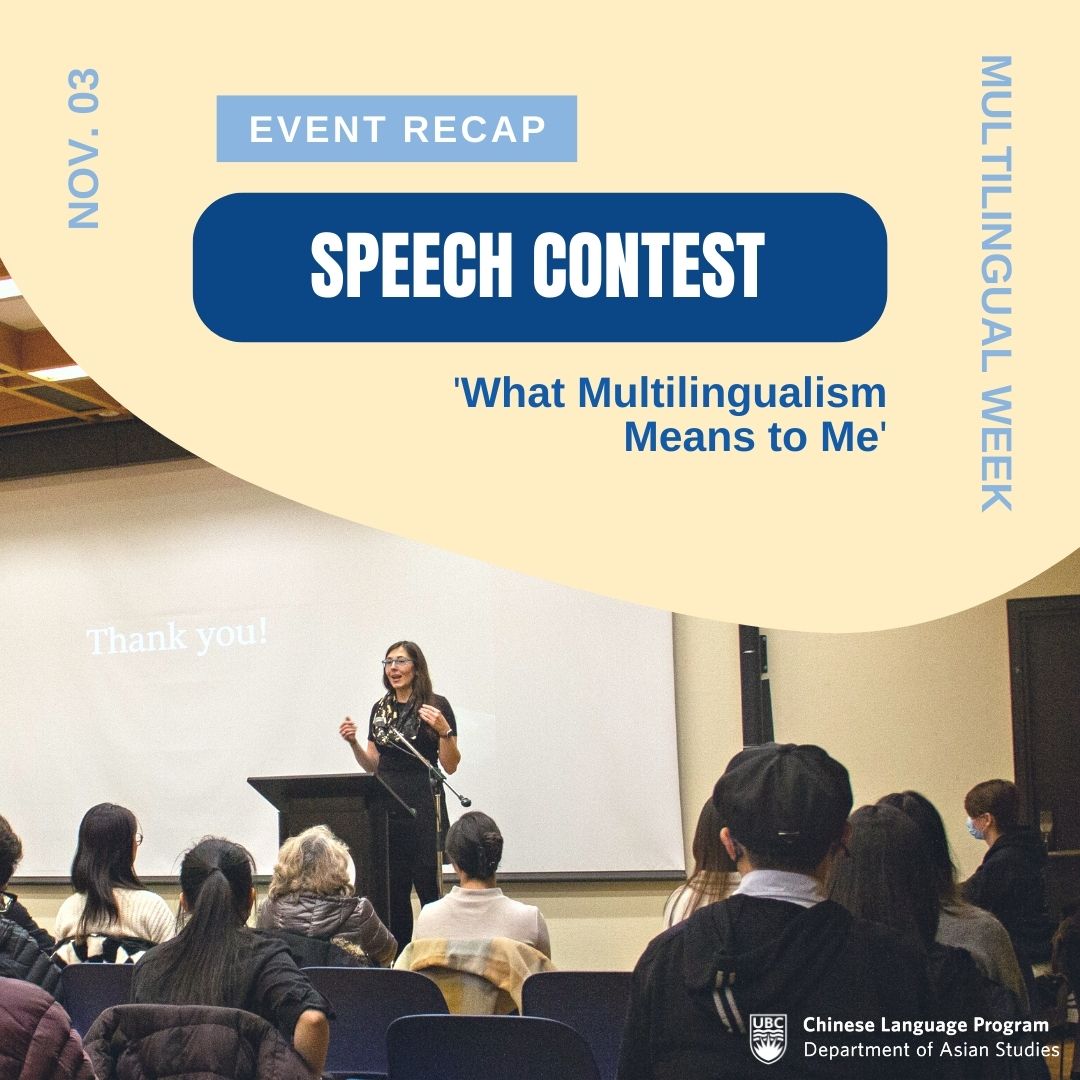 NOV. 03
EVENT RECAP
SPEECH CONTEST
'What Multilingualism
Means to Me'
MULTILINGUAL WEEK
Thank you!
UBC
Chinese Language Program
Department of Asian Studies